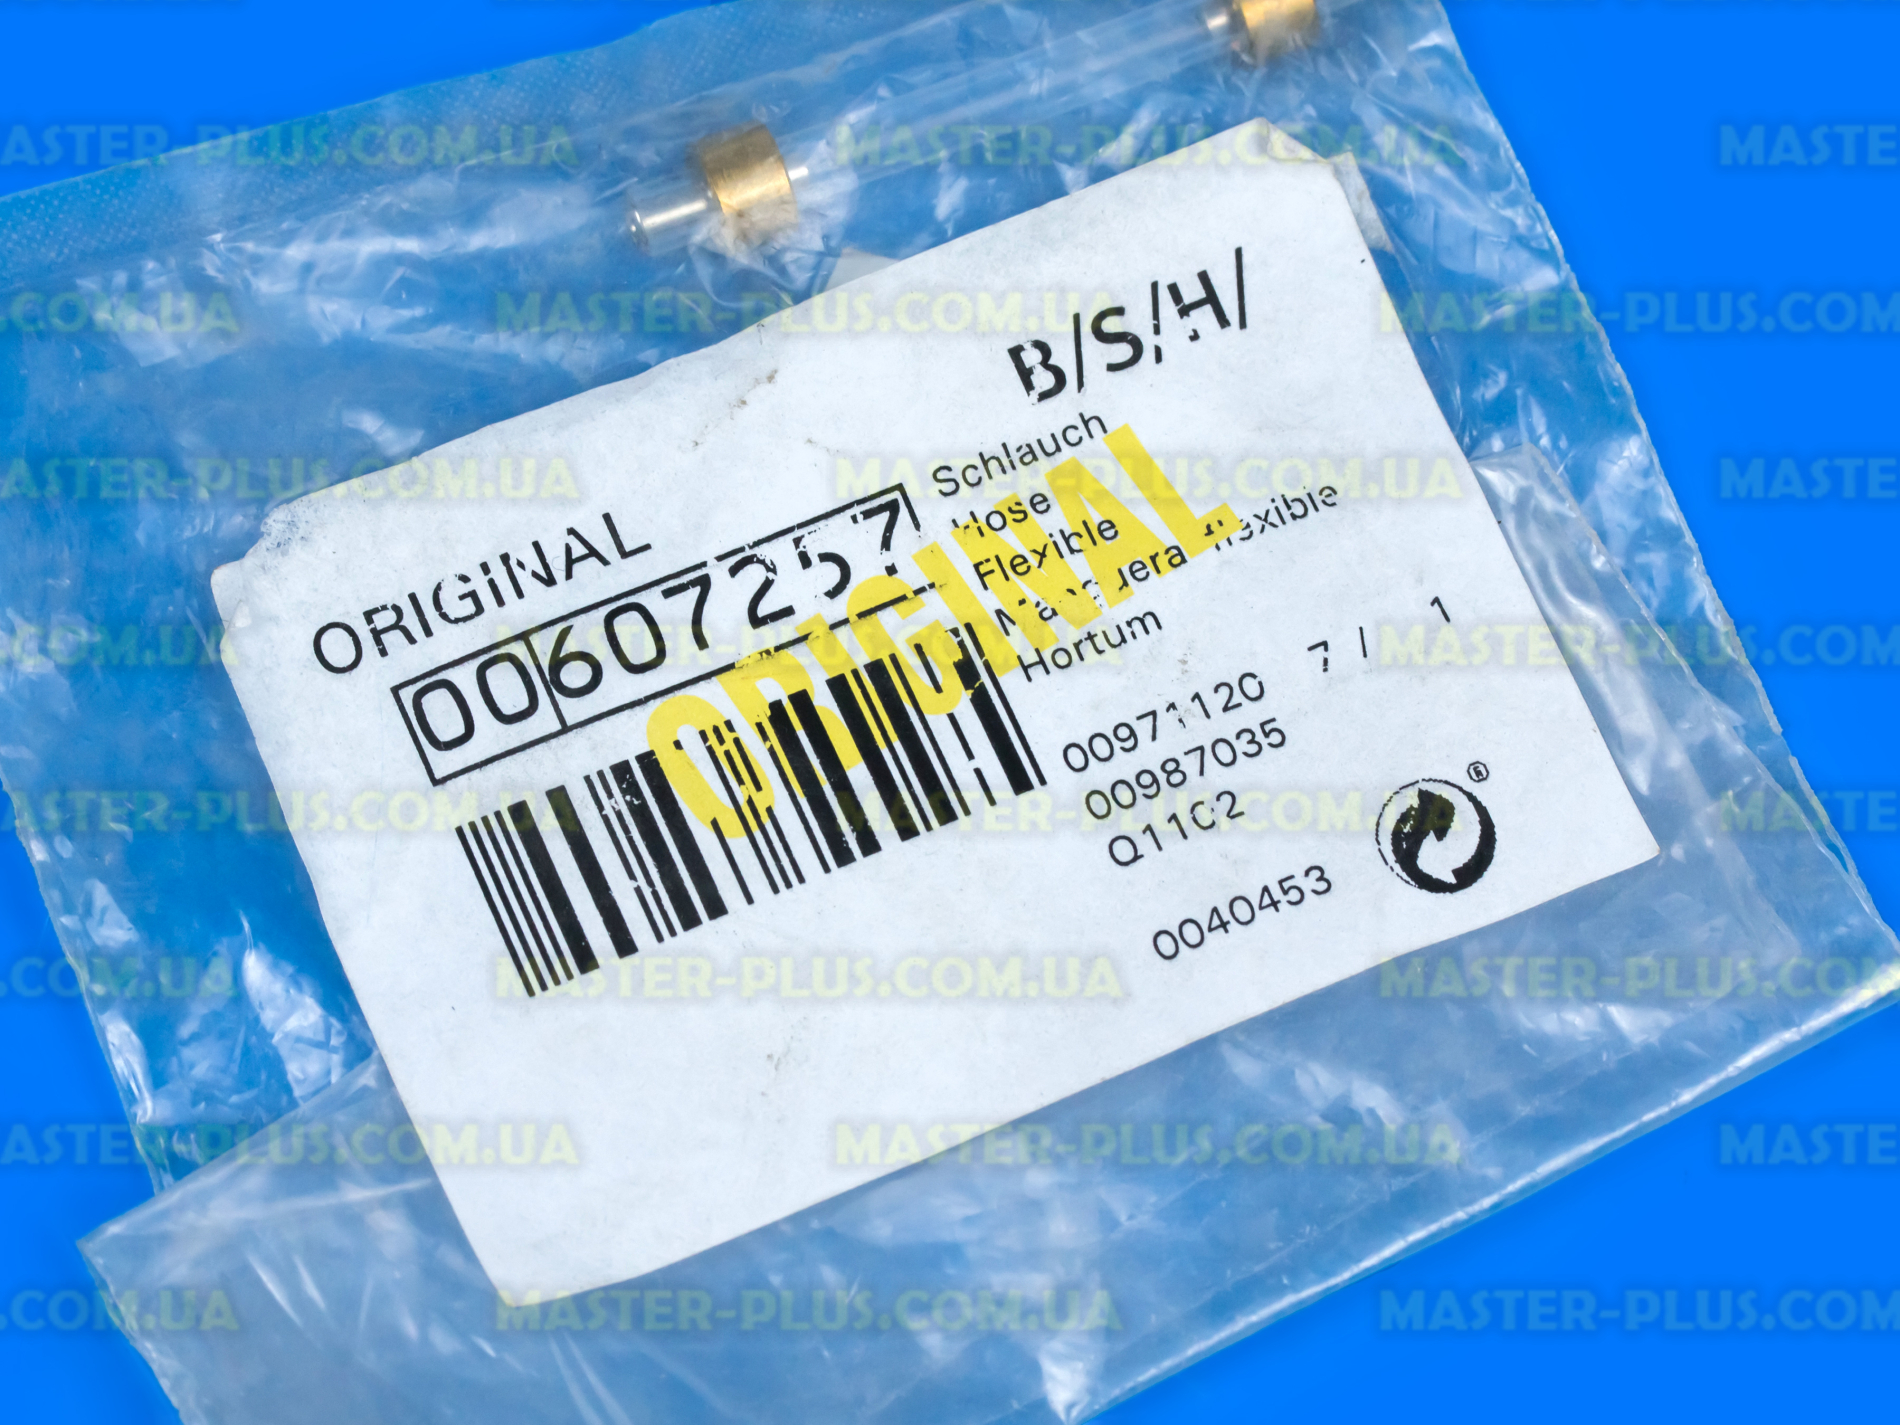 B/S/H/
ORIGINAL
00607257
Schlauch
Hose
Flexible
Manguera flexible
Hortum
ORIGINAL
00971120 7 / 1
00987035
Q1102
0040453
®
MASTER-PLUS.COM.UA